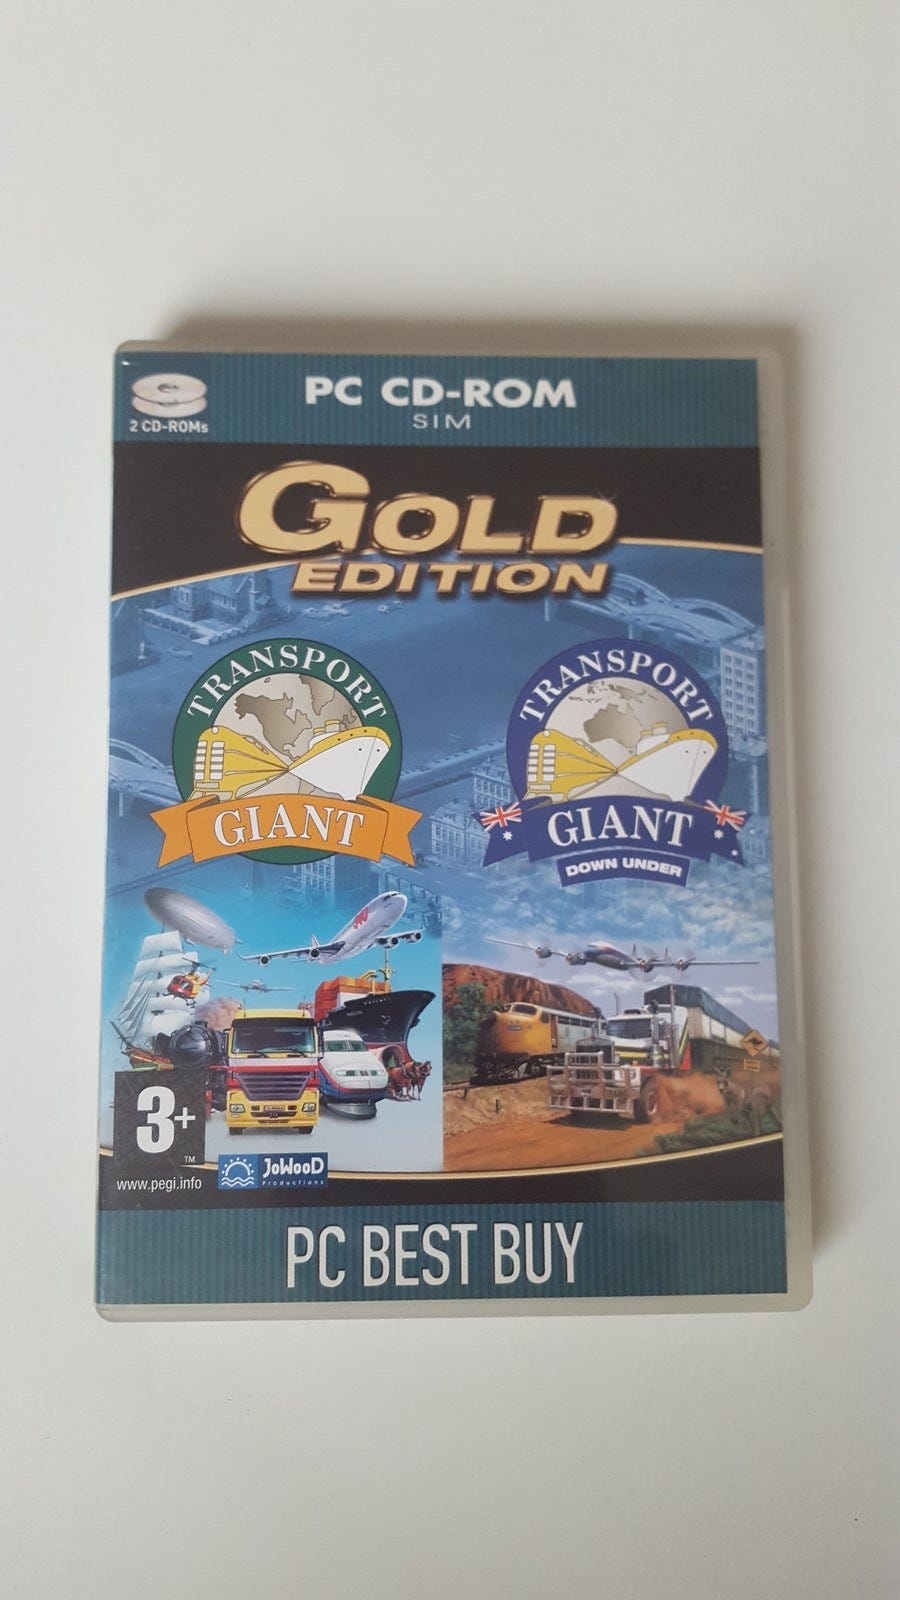 PC CD-ROM
SIM
2 CD-ROMs
GOLD
EDITION
TRANSPORT
GIANT
TRANSPORT
GIANT
DOWN UNDER
3+
TM
www.pegi.info
JoWooD
Productions
PC BEST BUY